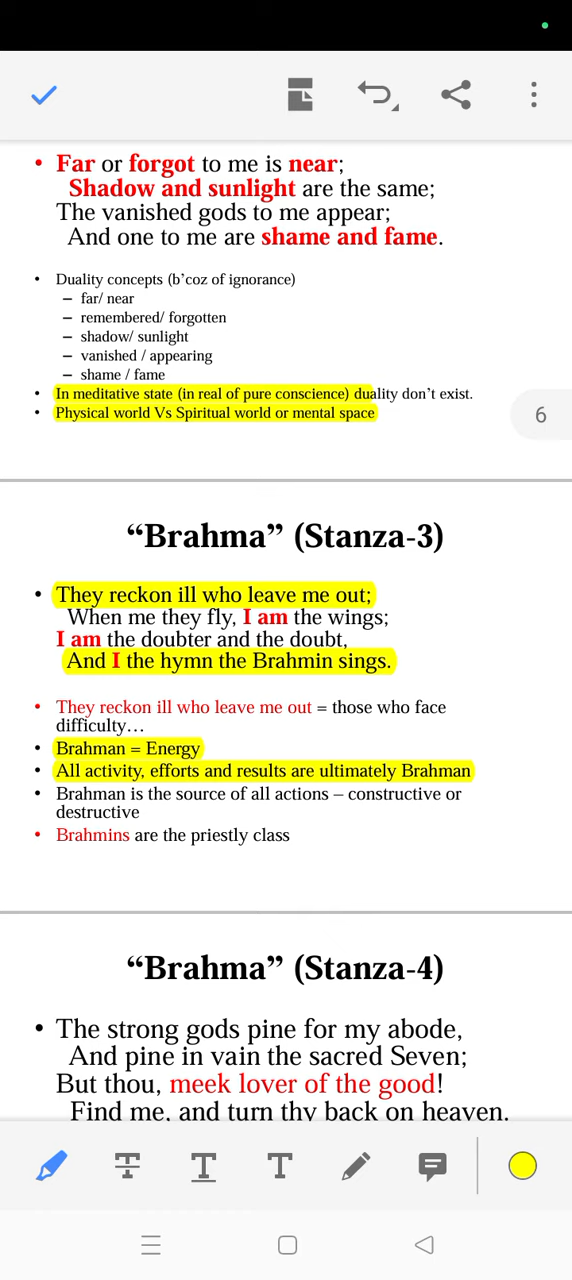 • Far or forgot to me is near;
Shadow and sunlight are the same;
The vanished gods to me appear;
And one to me are shame and fame.
• Duality concepts (b’coz of ignorance)
– far/ near
– remembered/ forgotten
– shadow/ sunlight
– vanished / appearing
– shame / fame
• In meditative state (in real of pure conscience) duality don’t exist.
• Physical world Vs Spiritual world or mental space
6
“Brahma” (Stanza-3)
• They reckon ill who leave me out;
When me they fly, I am the wings;
I am the doubter and the doubt,
And I the hymn the Brahmin sings.
• They reckon ill who leave me out = those who face
difficulty…
• Brahman = Energy
• All activity, efforts and results are ultimately Brahman
• Brahman is the source of all actions – constructive or
destructive
• Brahmins are the priestly class
“Brahma” (Stanza-4)
• The strong gods pine for my abode,
And pine in vain the sacred Seven;
But thou, meek lover of the good!
Find me, and turn thy back on heaven.